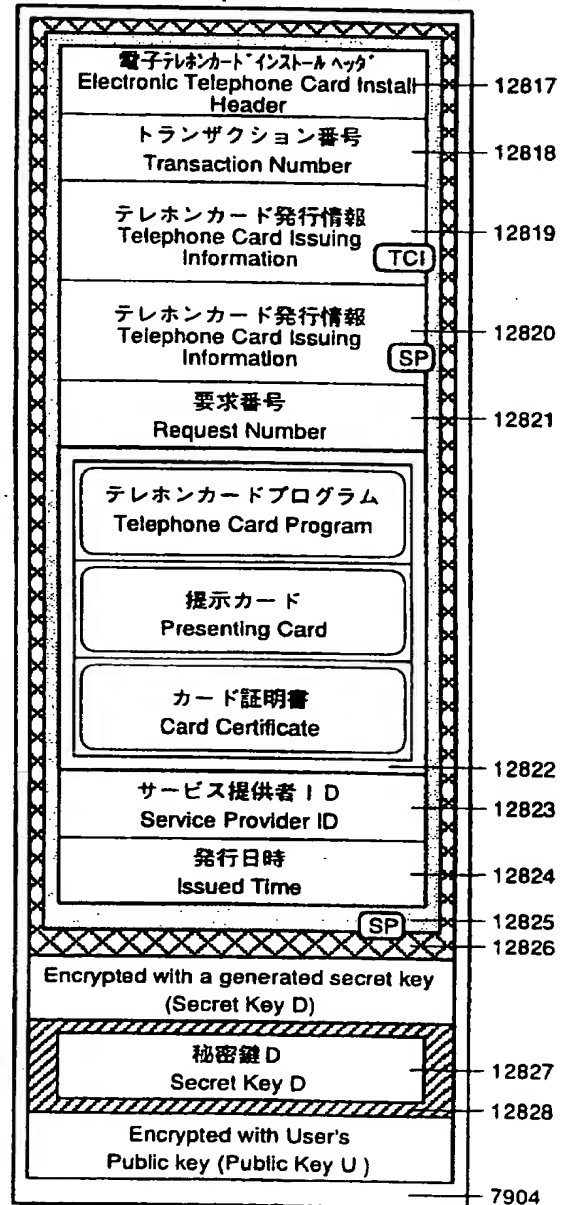 電子テレホンカードインストールヘッダ
Electronic Telephone Card Install
Header
12817
トランザクション番号
Transaction Number
12818
テレホンカード発行情報
Telephone Card Issuing
Information
TCI
12819
テレホンカード発行情報
Telephone Card Issuing
Information
SP
12820
要求番号
Request Number
12821
テレホンカードプログラム
Telephone Card Program
提示カード
Presenting Card
カード証明書
Card Certificate
12822
サービス提供者ID
Service Provider ID
12823
発行日時
Issued Time
12824
SP
12825
12826
Encrypted with a generated secret key
(Secret Key D)
秘密鍵D
Secret Key D
12827
12828
Encrypted with User's
Public key (Public Key U )
7904